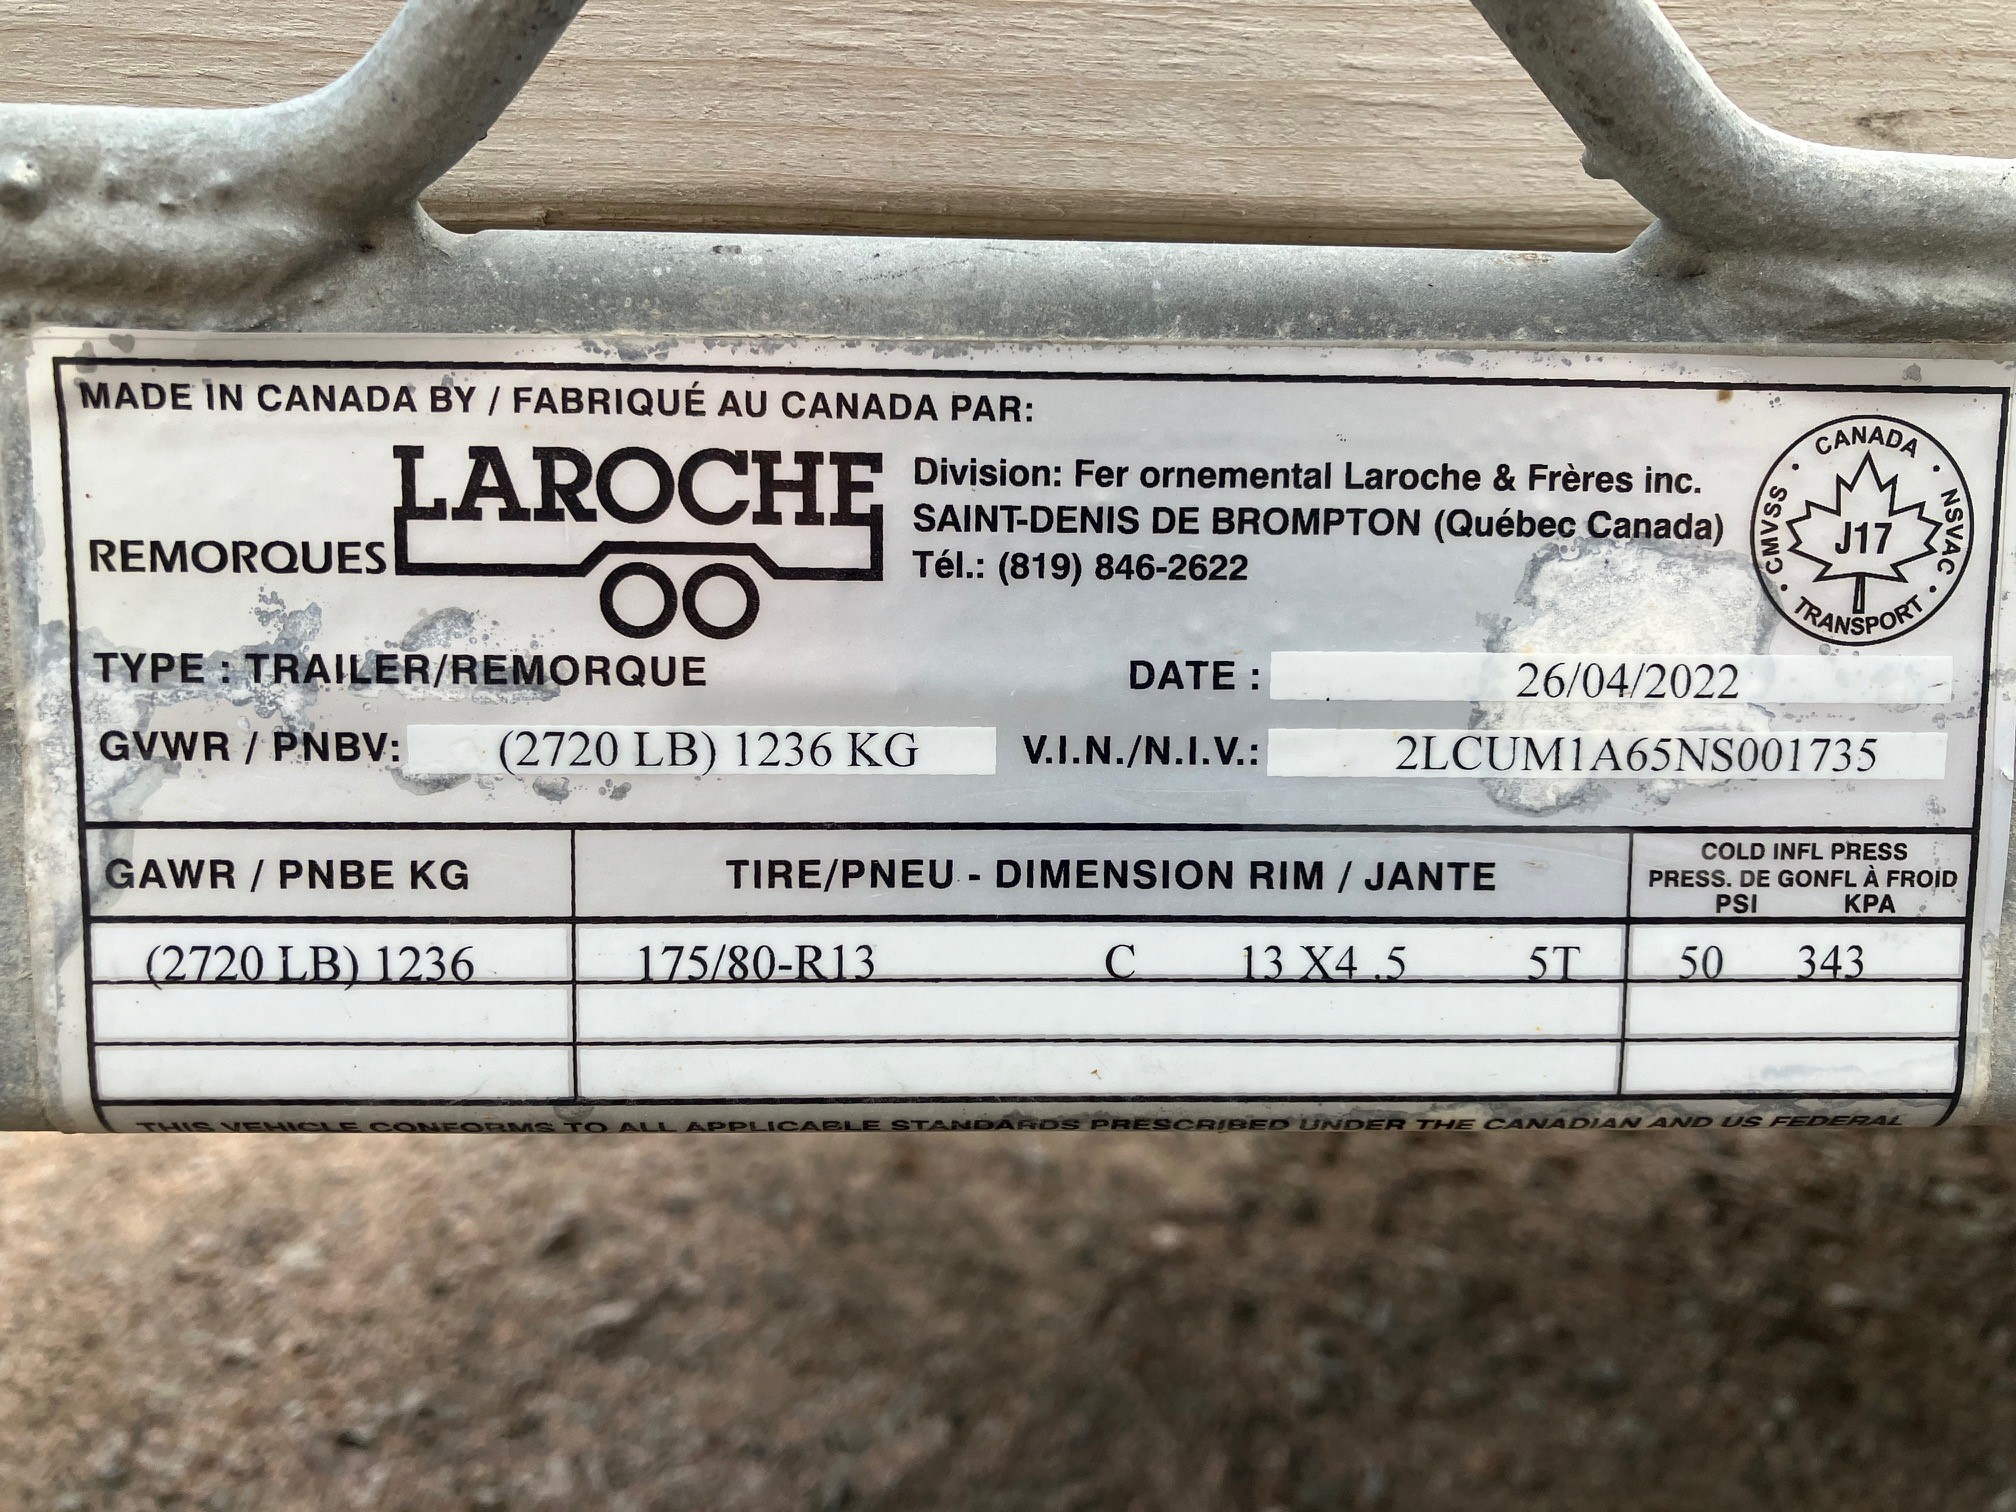 MADE IN CANADA BY / FABRIQUÉ AU CANADA PAR:
REMORQUES LAROCHE
Division: Fer ornemental Laroche & Frères inc.
SAINT-DENIS DE BROMPTON (Québec Canada)
Tél.: (819) 846-2622
CANADA
CMVSS
J17
NSVAC
TRANSPORT
TYPE : TRAILER/REMORQUE DATE : 26/04/2022
GVWR / PNBV: (2720 LB) 1236 KG V.I.N./N.I.V.: 2LCUM1A65NS001735
GAWR / PNBE KG TIRE/PNEU - DIMENSION RIM / JANTE
COLD INFL PRESS
PRESS. DE GONFL À FROID
PSI KPA
(2720 LB) 1236 175/80-R13 C 13 X4 .5 5T 50 343
THIS VEHICLE CONFORMS TO ALL APPLICABLE STANDARDS PRESCRIBED UNDER THE CANADIAN AND US FEDERAL